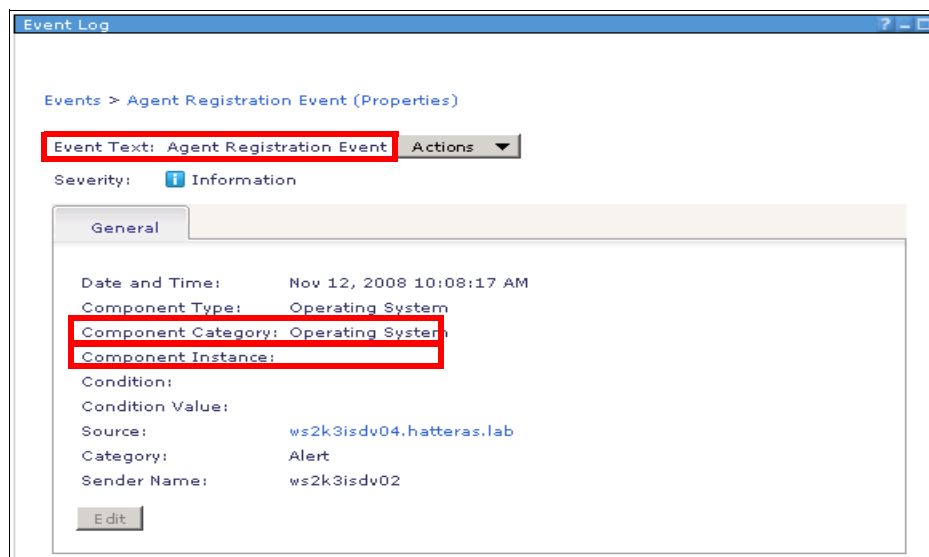 Event Log ? –
Events > Agent Registration Event (Properties)
Event Text: Agent Registration Event Actions
Severity: i Information
General
Date and Time: Nov 12, 2008 10:08:17 AM
Component Type: Operating System
Component Category: Operating System
Component Instance:
Condition:
Condition Value:
Source: ws2k3isdv04.hatteras.lab
Category: Alert
Sender Name: ws2k3isdv02
Edit